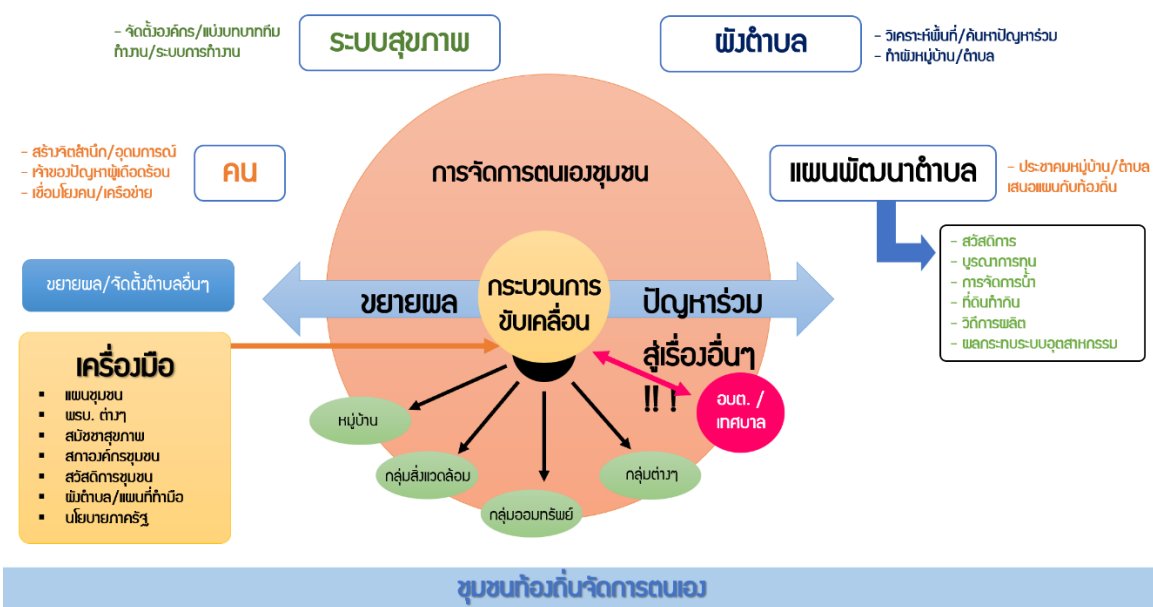 - จัดตั้งองค์กร/แบ่งบทบาททีม
ทำงาน/ระบบการทำงาน
ระบบสุขภาพ
ผังตำบล
- วิเคราะห์พื้นที่/ค้นหาปัญหาร่วม
- ทำผังหมู่บ้าน/ตำบล
- สร้างจิตสำนึก/อุดมการณ์
- เจ้าของปัญหาผู้เดือดร้อน
- เชื่อมโยงคน/เครือข่าย
คน
การจัดการตนเองชุมชน
แผนพัฒนาตำบล
- ประชาคมหมู่บ้าน/ตำบล
เสนอแผนกับท้องถิ่น
- สวัสดิการ
- บูรณาการทุน
- การจัดการน้ำ
- ที่ดินทำกิน
- วิถีการผลิต
- ผลกระทบระบบอุตสาหกรรม
ขยายผล/จัดตั้งตำบลอื่นๆ
ขยายผล
กระบวนการ
ขับเคลื่อน
ปัญหาร่วม
สู่เรื่องอื่นๆ
!! !
อบต. /
เทศบาล
เครื่องมือ
▪ แผนชุมชน
▪ พรบ. ต่างๆ
▪ สมัชชาสุขภาพ
▪ สภาองค์กรชุมชน
▪ สวัสดิการชุมชน
▪ ผังตำบล/แผนที่ทำมือ
▪ นโยบายภาครัฐ
หมู่บ้าน
กลุ่มสิ่งแวดล้อม
กลุ่มออมทรัพย์
กลุ่มต่างๆ
ชุมชนท้องถิ่นจัดการตนเอง